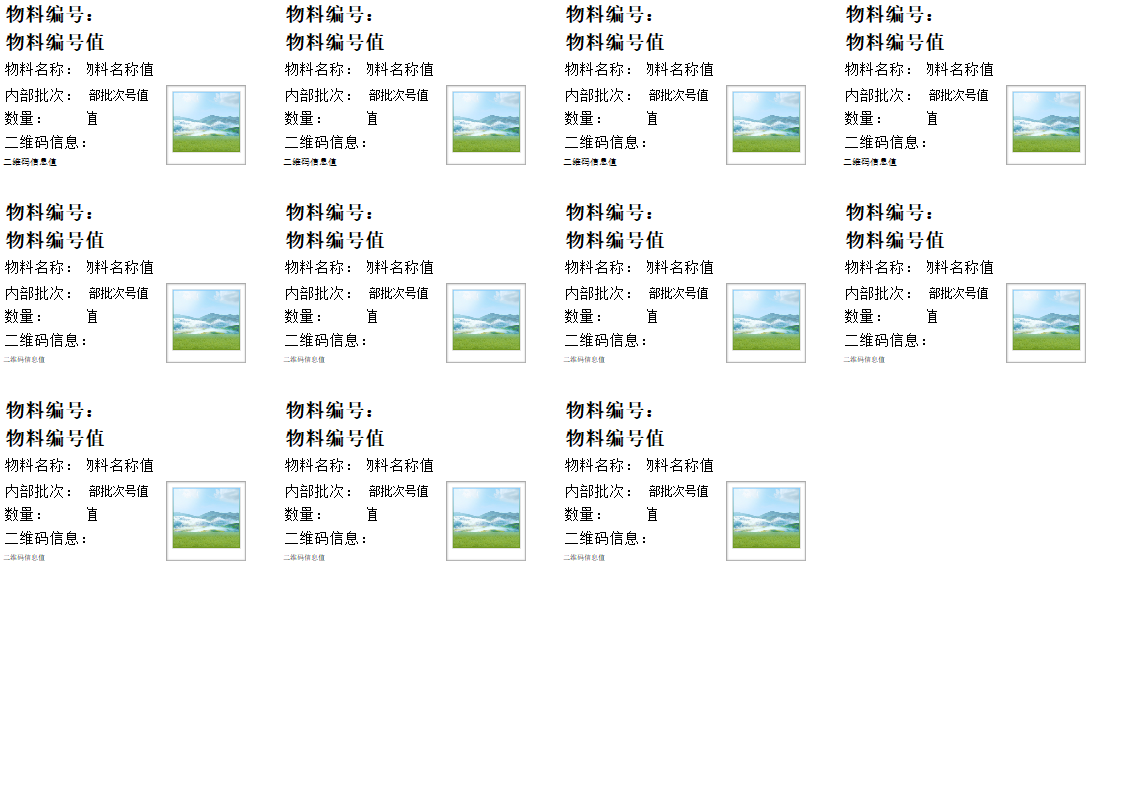 物料编号：
物料编号值
物料名称： 物料名称值
内部批次： 部批次号值
数量： 值
二维码信息：
二维码信息值
物料编号：
物料编号值
物料名称： 物料名称值
内部批次： 部批次号值
数量： 值
二维码信息：
二维码信息值
物料编号：
物料编号值
物料名称： 物料名称值
内部批次： 部批次号值
数量： 值
二维码信息：
二维码信息值
物料编号：
物料编号值
物料名称： 物料名称值
内部批次： 部批次号值
数量： 值
二维码信息：
二维码信息值
物料编号：
物料编号值
物料名称： 物料名称值
内部批次： 部批次号值
数量： 值
二维码信息：
二维码信息值
物料编号：
物料编号值
物料名称： 物料名称值
内部批次： 部批次号值
数量： 值
二维码信息：
二维码信息值
物料编号：
物料编号值
物料名称： 物料名称值
内部批次： 部批次号值
数量： 值
二维码信息：
二维码信息值
物料编号：
物料编号值
物料名称： 物料名称值
内部批次： 部批次号值
数量： 值
二维码信息：
二维码信息值
物料编号：
物料编号值
物料名称： 物料名称值
内部批次： 部批次号值
数量： 值
二维码信息：
二维码信息值
物料编号：
物料编号值
物料名称： 物料名称值
内部批次： 部批次号值
数量： 值
二维码信息：
二维码信息值
物料编号：
物料编号值
物料名称： 物料名称值
内部批次： 部批次号值
数量： 值
二维码信息：
二维码信息值